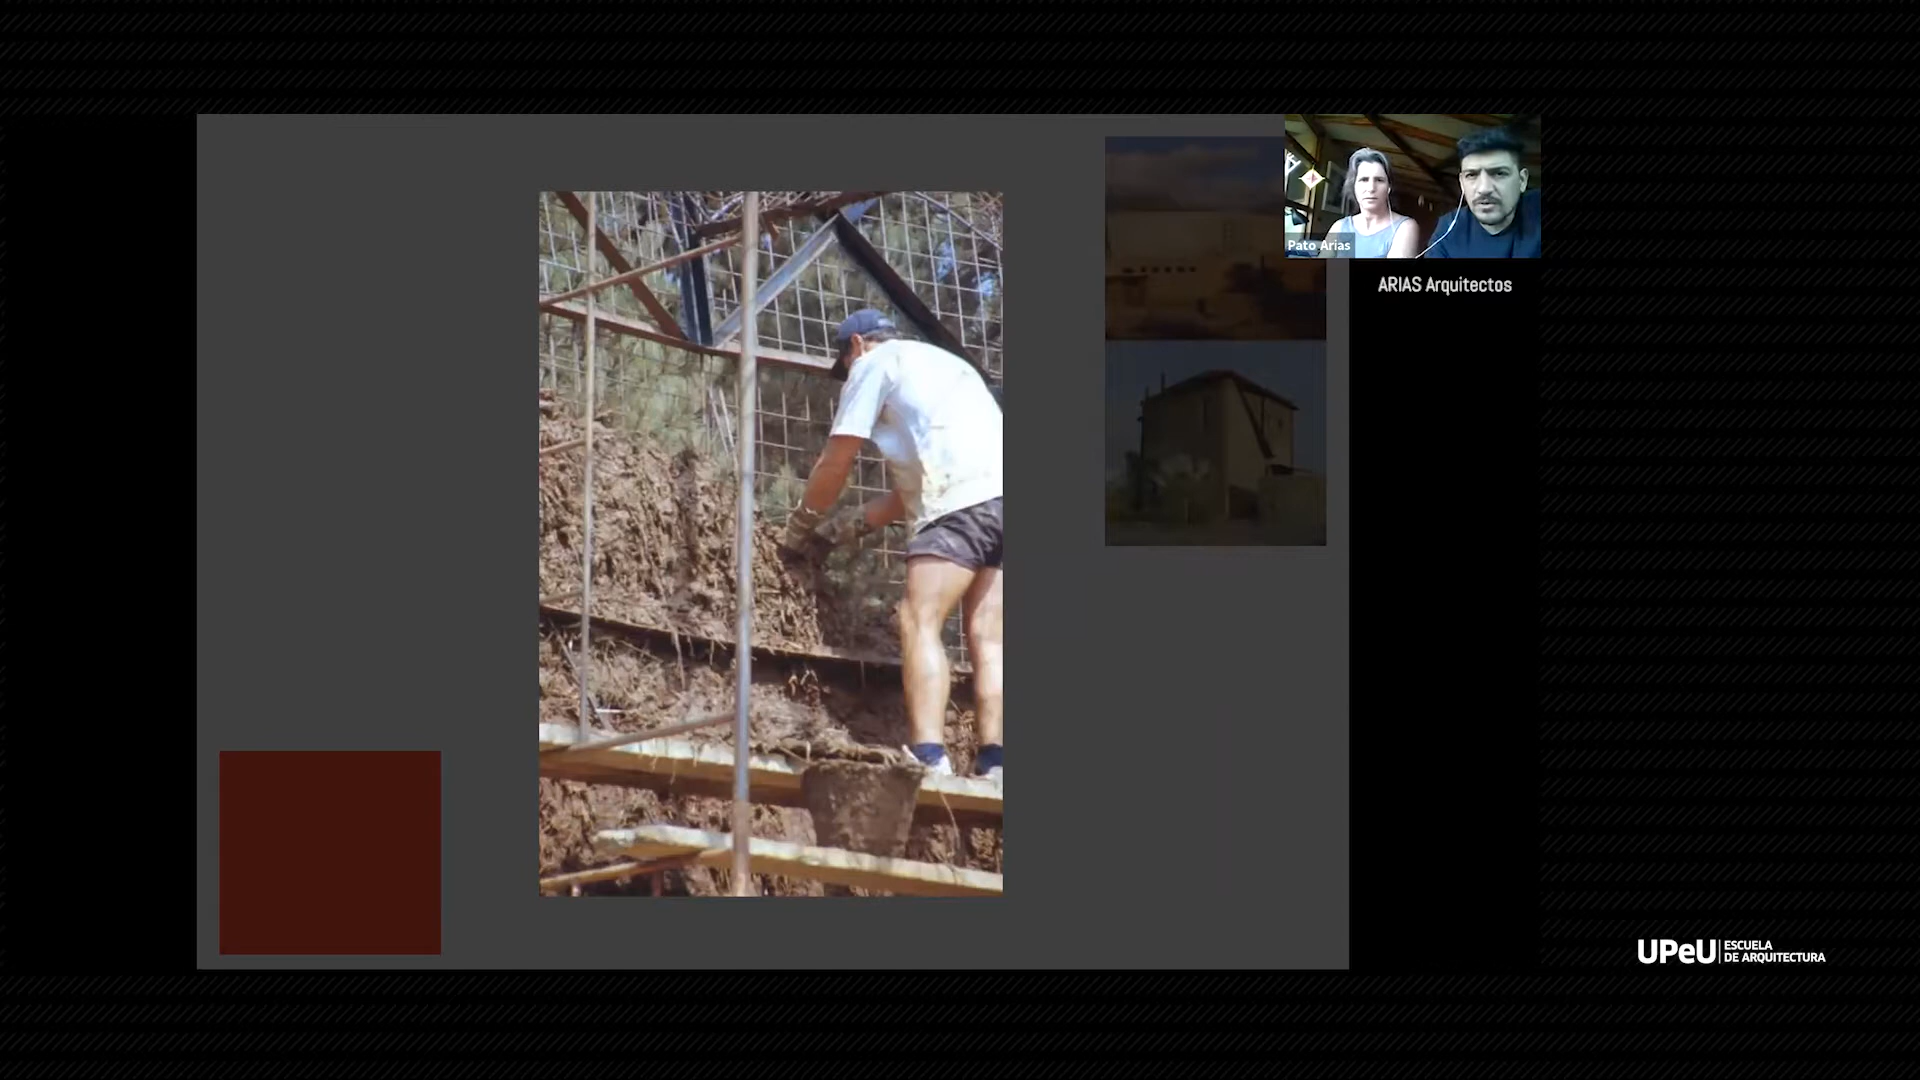 Pato Arias
ARIAS Arquitectos
UPeU
ESCUELA
DE ARQUITECTURA